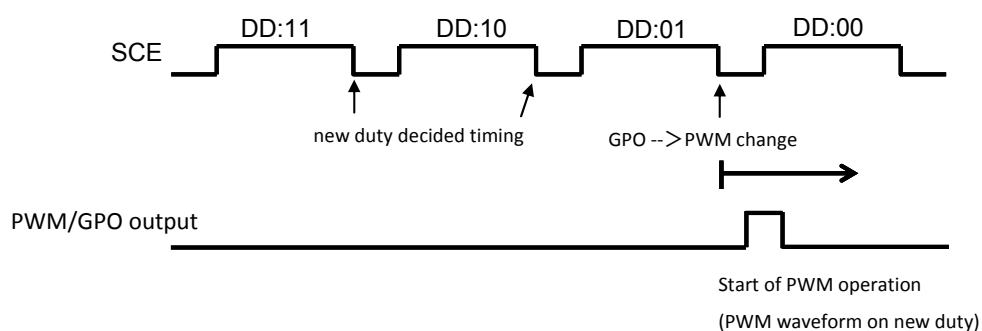 DD:11 DD:10 DD:01 DD:00
SCE
new duty decided timing GPO -->PWM change
PWM/GPO output
Start of PWM operation
(PWM waveform on new duty)